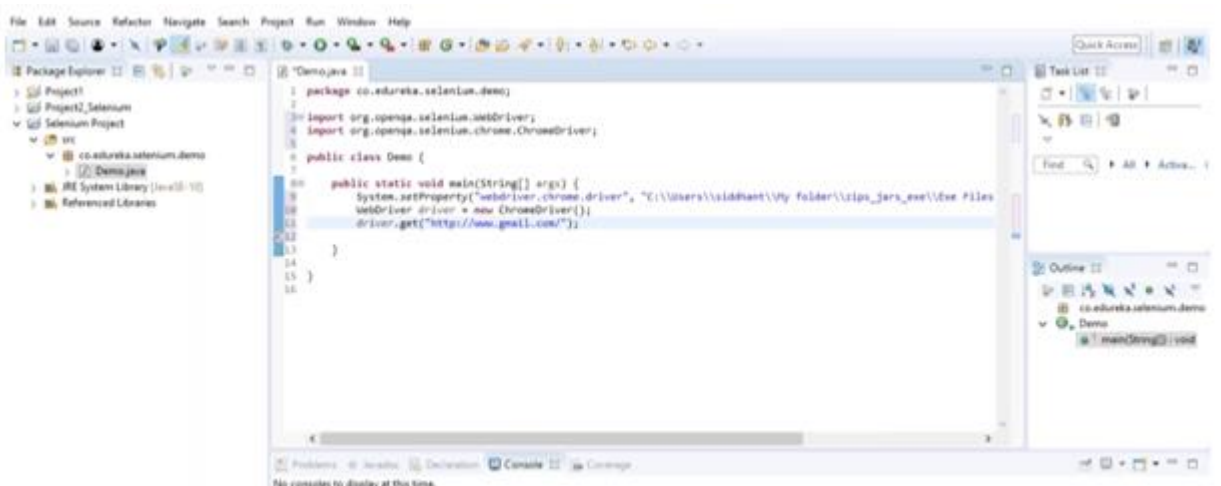 File Edit Source Refactor Navigate Search Project Run Window Help
Quick Access
Package Explorer
Project1
Project2_Selenium
Selenium Project
src
co.edureka.selenium.demo
Demo.java
JRE System Library [JavaSE-10]
Referenced Libraries
*Demo.java
1 package co.edureka.selenium.demo;
2
3 import org.openqa.selenium.WebDriver;
4 import org.openqa.selenium.chrome.ChromeDriver;
5
6 public class Demo {
7
8 public static void main(String[] args) {
9 System.setProperty("webdriver.chrome.driver", "C:\\Users\\siddhant\\My folder\\zips_jars_exe\\Exe Files
10 WebDriver driver = new ChromeDriver();
11 driver.get("http://www.gmail.com/");
12
13 }
14
15 }
16
Task List
Find All Activa...
Outline
co.edureka.selenium.demo
Demo
main(String[]) : void
Problems Javadoc Declaration Console Coverage
No consoles to display at this time.